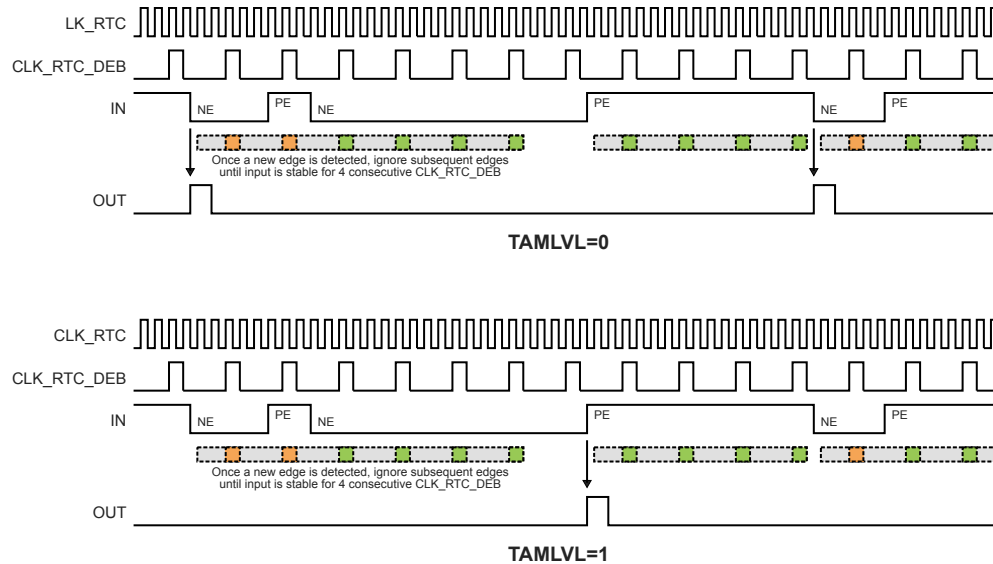 LK_RTC
CLK_RTC_DEB
IN
NE
PE
NE
PE
NE
PE
Once a new edge is detected, ignore subsequent edges
until input is stable for 4 consecutive CLK_RTC_DEB
OUT
TAMLVL=0
CLK_RTC
CLK_RTC_DEB
IN
NE
PE
NE
PE
NE
PE
Once a new edge is detected, ignore subsequent edges
until input is stable for 4 consecutive CLK_RTC_DEB
OUT
TAMLVL=1